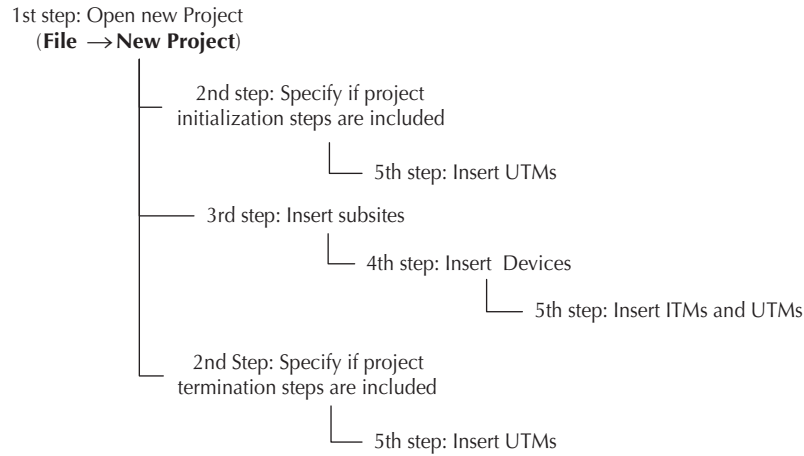 1st step: Open new Project
(File → New Project)
2nd step: Specify if project
initialization steps are included
5th step: Insert UTMs
3rd step: Insert subsites
4th step: Insert Devices
5th step: Insert ITMs and UTMs
2nd Step: Specify if project
termination steps are included
5th step: Insert UTMs